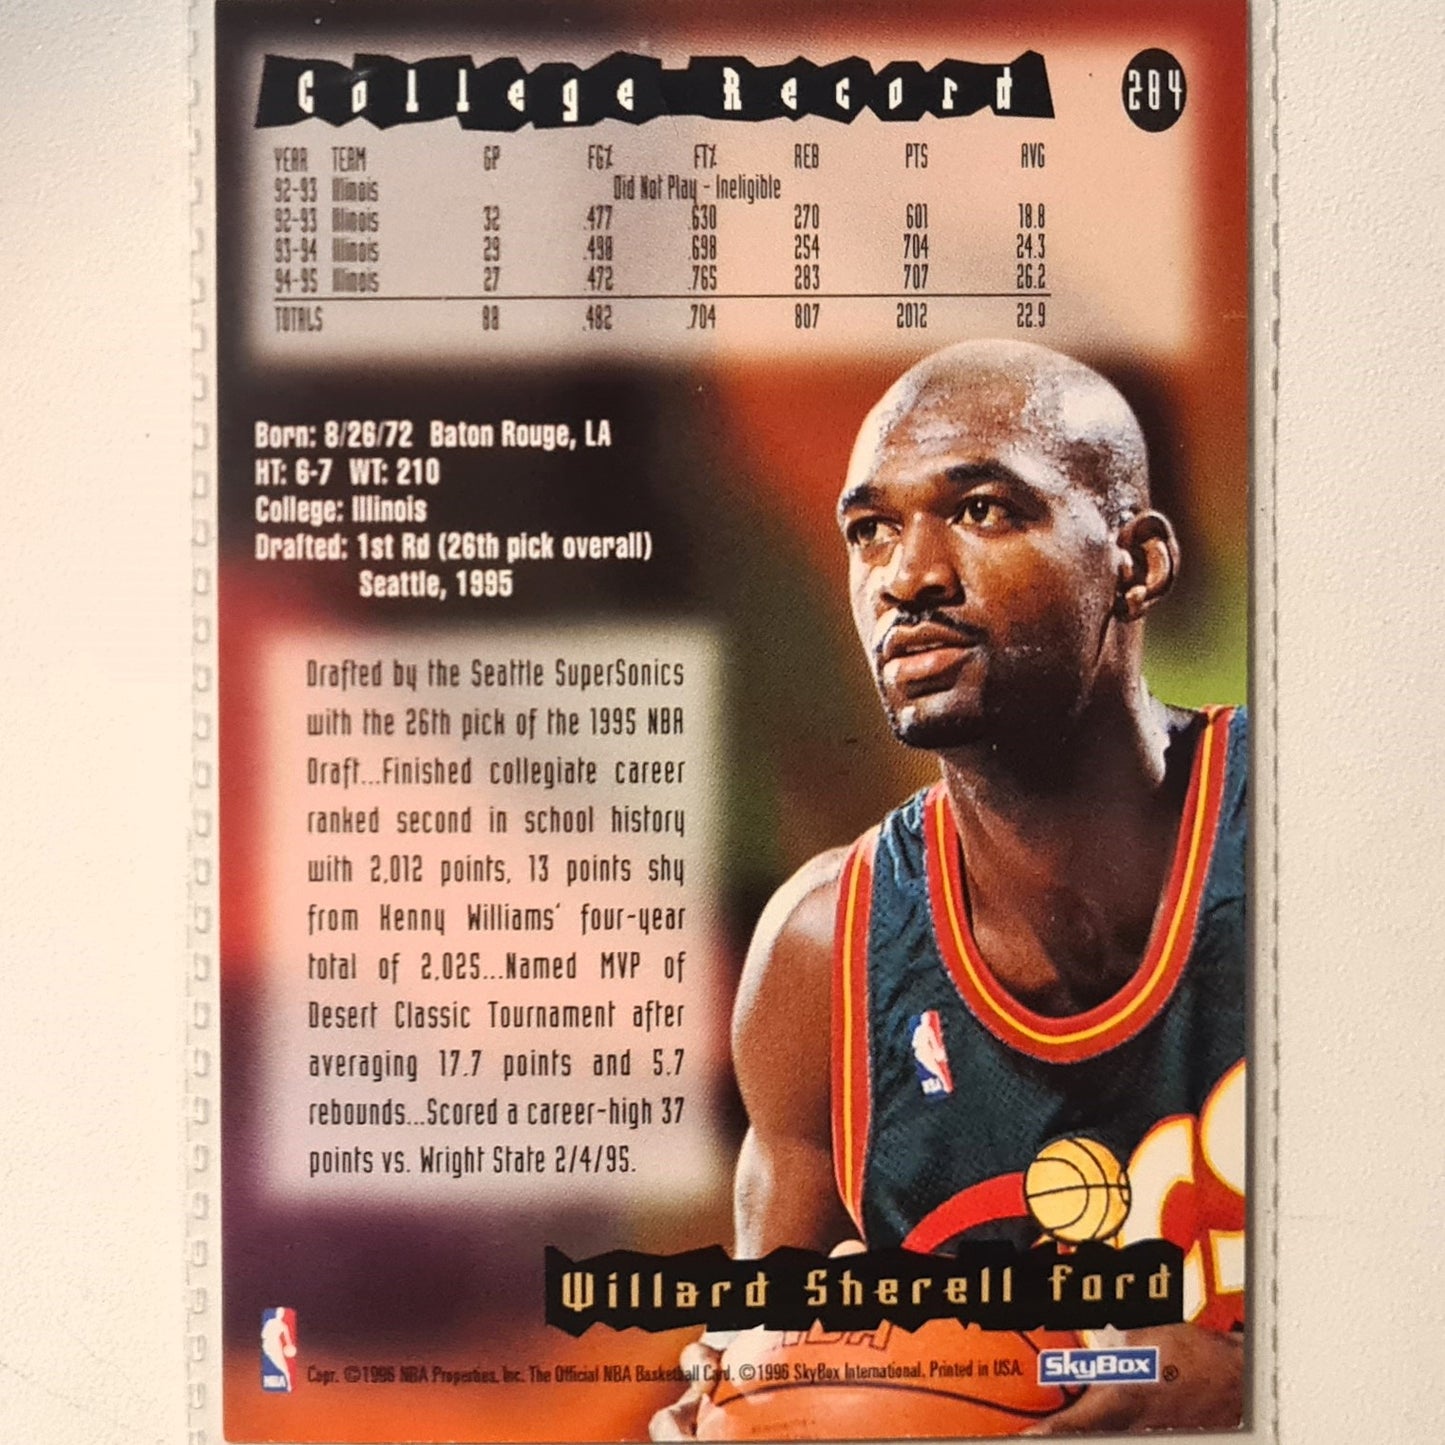 College Record
284
YEAR TEAM GP FG% FT% REB PTS AVG
92-93 Illinois Did Not Play - Ineligible
92-93 Illinois 32 .477 .630 270 601 18.8
93-94 Illinois 29 .498 .698 254 704 24.3
94-95 Illinois 27 .472 .765 283 707 26.2
TOTALS 88 .482 .704 807 2012 22.9
Born: 8/26/72 Baton Rouge, LA
HT: 6-7 WT: 210
College: Illinois
Drafted: 1st Rd (26th pick overall)
Seattle, 1995
Drafted by the Seattle SuperSonics
with the 26th pick of the 1995 NBA
Draft...Finished collegiate career
ranked second in school history
with 2,012 points, 13 points shy
from Kenny Williams' four-year
total of 2,025...Named MVP of
Desert Classic Tournament after
averaging 17.7 points and 5.7
rebounds...Scored a career-high 37
points vs. Wright State 2/4/95.
NBA
Willard Sherell Ford
NBA
Copr. ©1996 NBA Properties, Inc. The Official NBA Basketball Card. ©1996 SkyBox International. Printed in USA. SkyBox ®